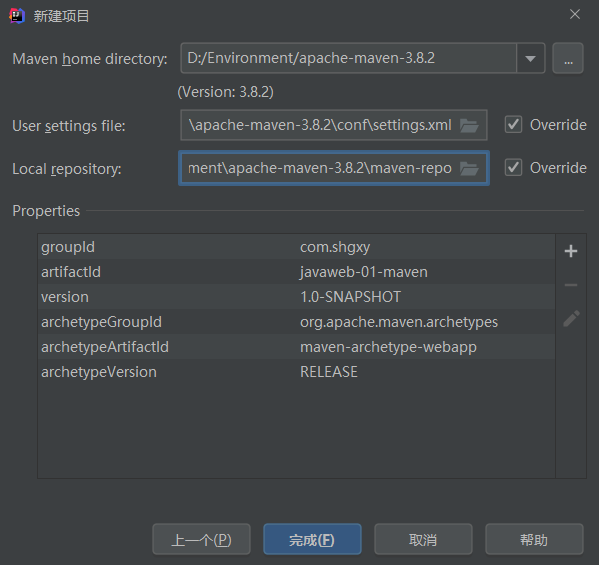 新建项目
Maven home directory: D:/Environment/apache-maven-3.8.2 ...
(Version: 3.8.2)
User settings file: \apache-maven-3.8.2\conf\settings.xml Override
Local repository: ment\apache-maven-3.8.2\maven-repo Override
Properties
groupId com.shgxy
artifactId javaweb-01-maven
version 1.0-SNAPSHOT
archetypeGroupId org.apache.maven.archetypes
archetypeArtifactId maven-archetype-webapp
archetypeVersion RELEASE
上一个(P) 完成(F) 取消 帮助